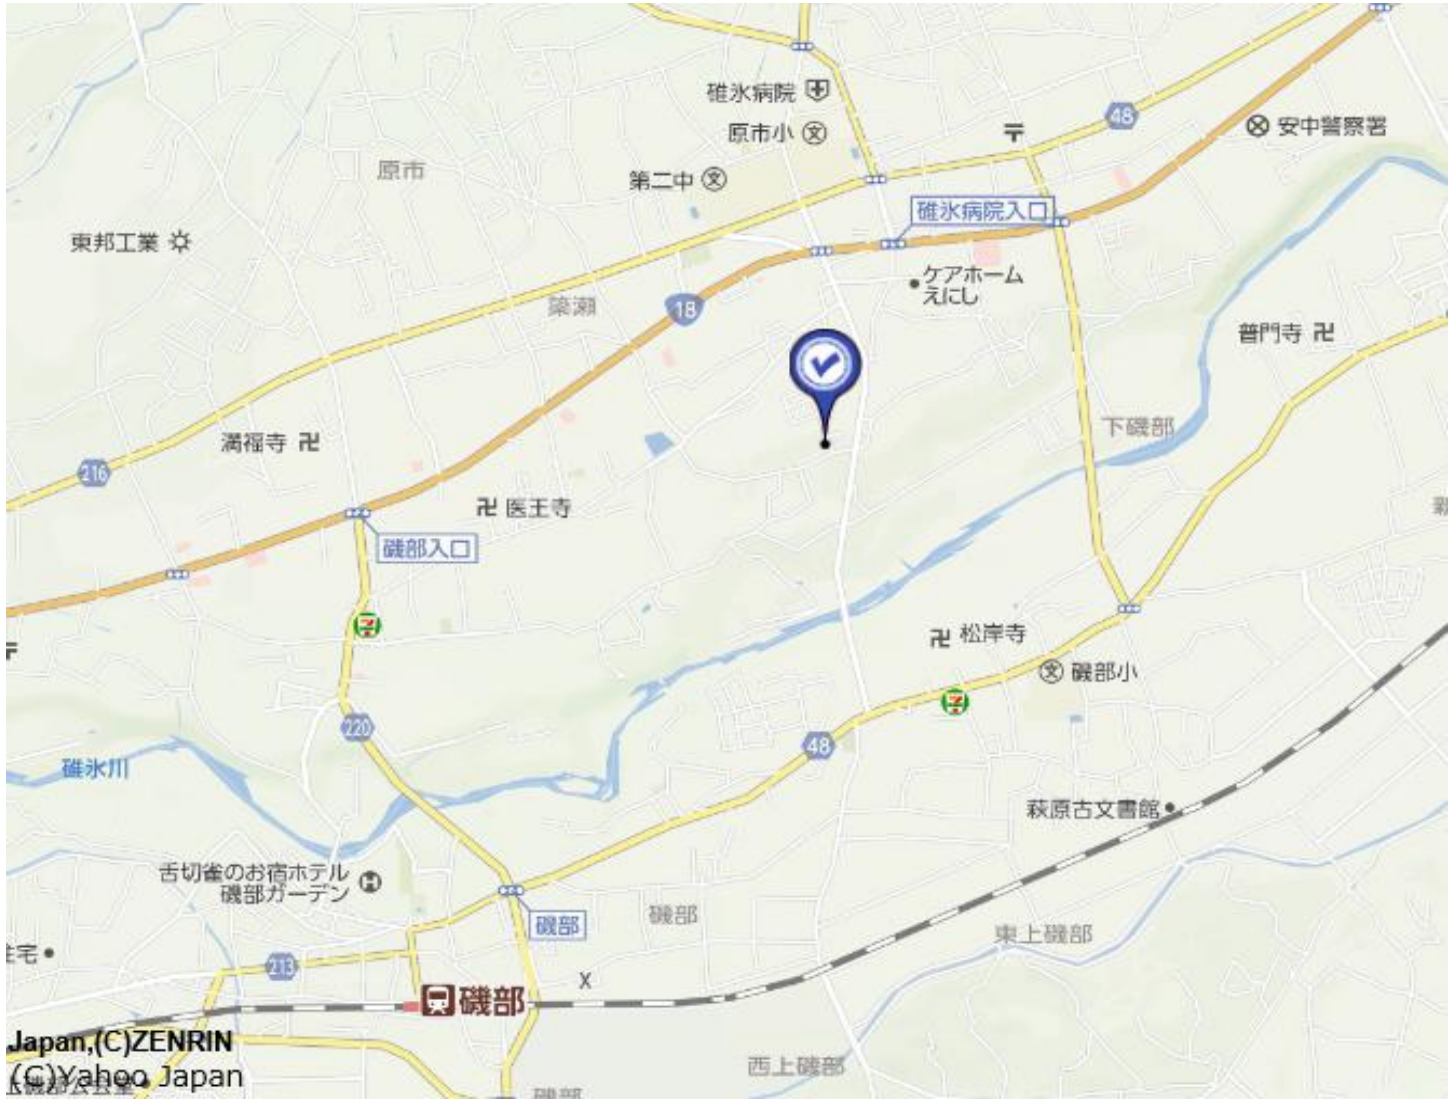 碓氷病院
原市小
48
安中警察署
原市
第二中
碓氷病院入口
東邦工業
ケアホーム
えにし
簗瀬
18
普門寺
満福寺
下磯部
216
医王寺
磯部入口
松岸寺
磯部小
220
48
碓氷川
萩原古文書館
舌切雀のお宿ホテル
磯部ガーデン
磯部
磯部
東上磯部
住宅
213
X
磯部
Japan,(C)ZENRIN
(C)Yahoo Japan
西上磯部
磯部